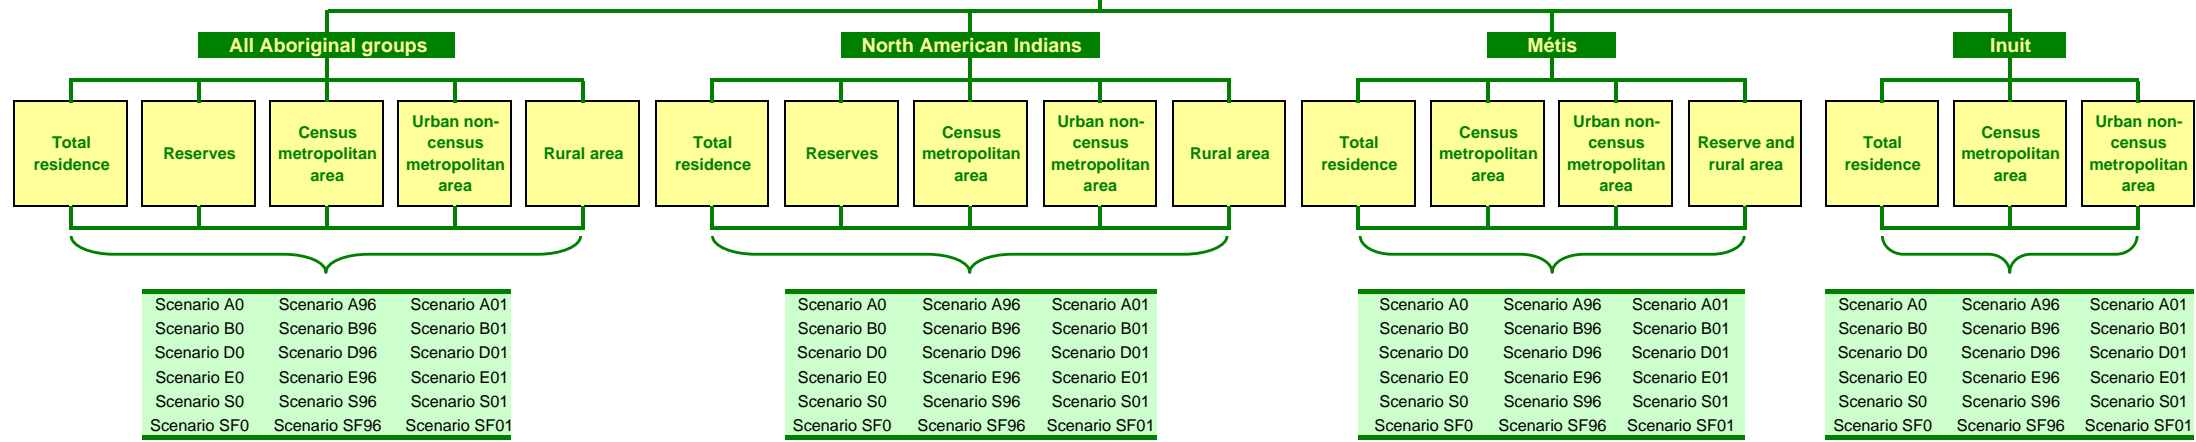 All Aboriginal groups
North American Indians
Métis
Inuit
Total
residence
Reserves
Census
metropolitan
area
Urban non-
census
metropolitan
area
Rural area
Total
residence
Reserves
Census
metropolitan
area
Urban non-
census
metropolitan
area
Rural area
Total
residence
Census
metropolitan
area
Urban non-
census
metropolitan
area
Reserve and
rural area
Total
residence
Census
metropolitan
area
Urban non-
census
metropolitan
area
Scenario A0 Scenario A96 Scenario A01
Scenario B0 Scenario B96 Scenario B01
Scenario D0 Scenario D96 Scenario D01
Scenario E0 Scenario E96 Scenario E01
Scenario S0 Scenario S96 Scenario S01
Scenario SF0 Scenario SF96 Scenario SF01
Scenario A0 Scenario A96 Scenario A01
Scenario B0 Scenario B96 Scenario B01
Scenario D0 Scenario D96 Scenario D01
Scenario E0 Scenario E96 Scenario E01
Scenario S0 Scenario S96 Scenario S01
Scenario SF0 Scenario SF96 Scenario SF01
Scenario A0 Scenario A96 Scenario A01
Scenario B0 Scenario B96 Scenario B01
Scenario D0 Scenario D96 Scenario D01
Scenario E0 Scenario E96 Scenario E01
Scenario S0 Scenario S96 Scenario S01
Scenario SF0 Scenario SF96 Scenario SF01
Scenario A0 Scenario A96 Scenario A01
Scenario B0 Scenario B96 Scenario B01
Scenario D0 Scenario D96 Scenario D01
Scenario E0 Scenario E96 Scenario E01
Scenario S0 Scenario S96 Scenario S01
Scenario SF0 Scenario SF96 Scenario SF01